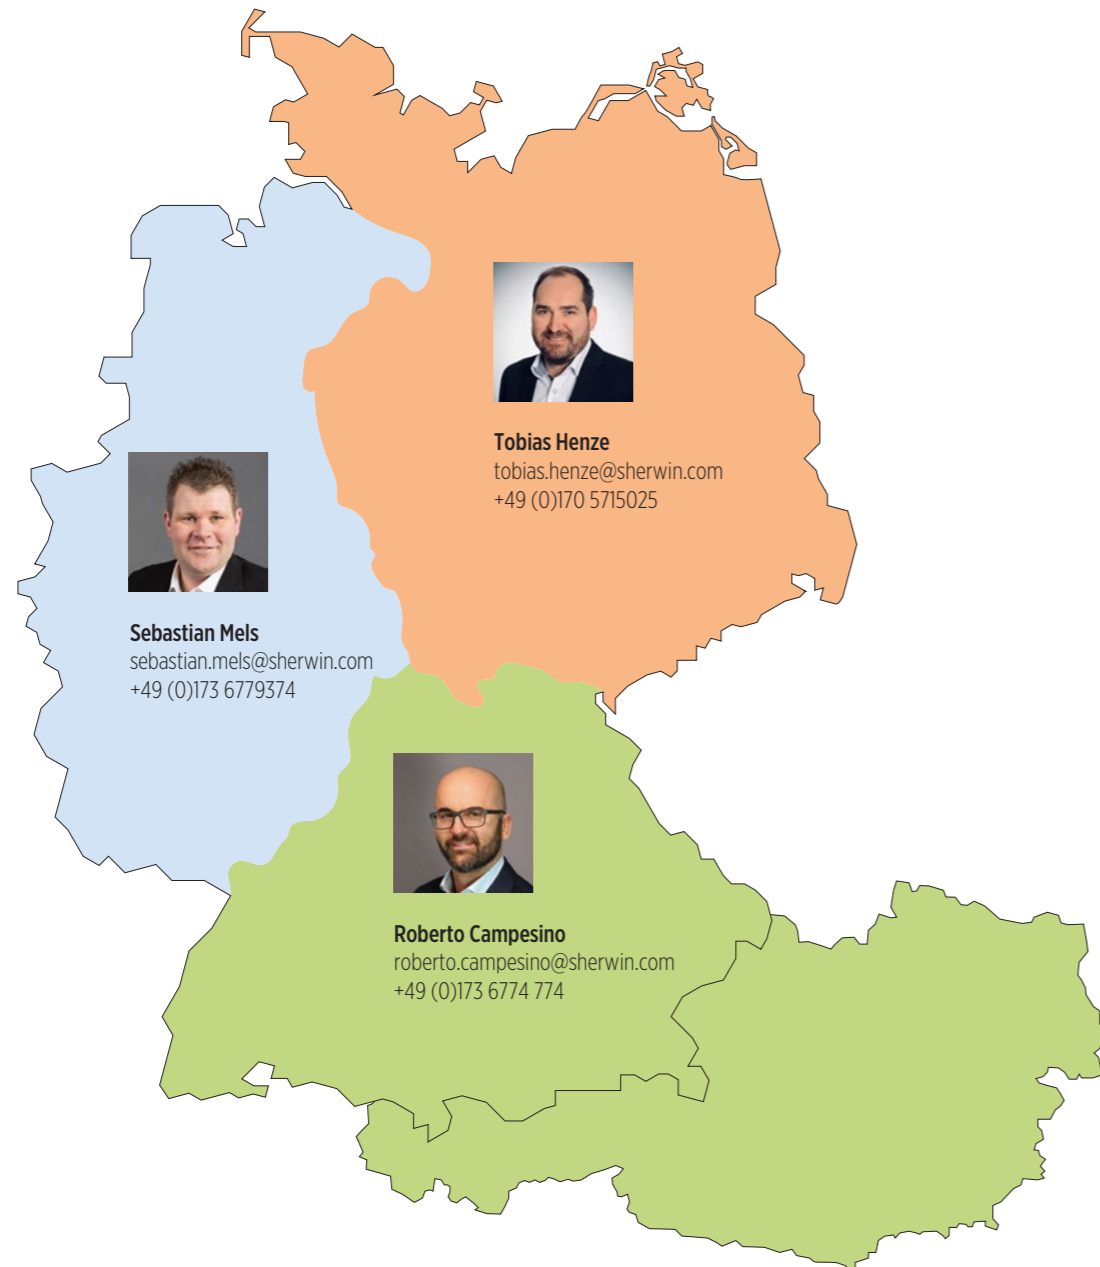 Tobias Henze
tobias.henze@sherwin.com
+49 (0)170 5715025
Sebastian Mels
sebastian.mels@sherwin.com
+49 (0)173 6779374
Roberto Campesino
roberto.campesino@sherwin.com
+49 (0)173 6774 774